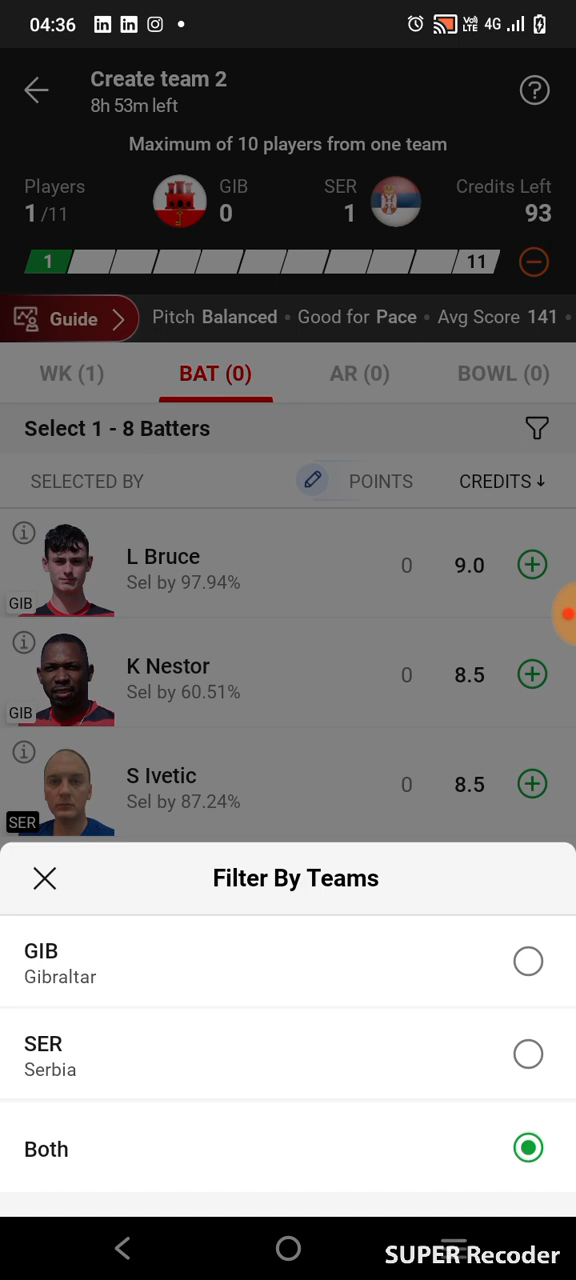 04:36
VoI) LTE 4G
Create team 2
8h 53m left
Maximum of 10 players from one team
Players GIB SER Credits Left
1/11 0 1 93
1 11
Guide Pitch Balanced • Good for Pace • Avg Score 141 •
WK (1) BAT (0) AR (0) BOWL (0)
Select 1 - 8 Batters
SELECTED BY POINTS CREDITS↓
L Bruce
Sel by 97.94%
GIB
0 9.0
K Nestor
Sel by 60.51%
GIB
0 8.5
S Ivetic
Sel by 87.24%
SER
0 8.5
Filter By Teams
GIB
Gibraltar
SER
Serbia
Both
SUPER Recoder